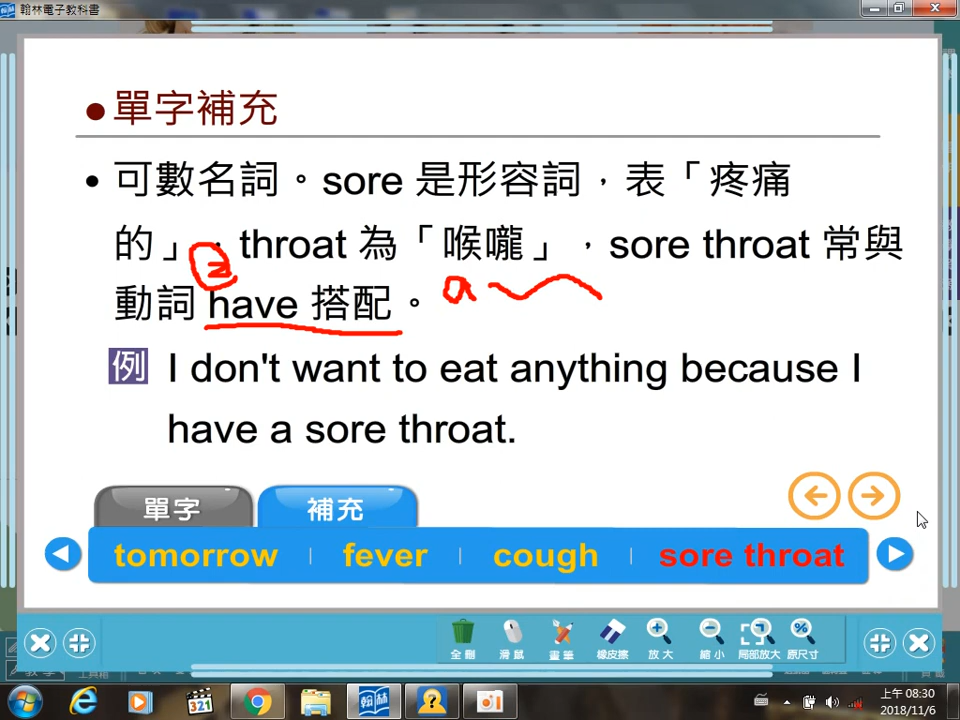 翰林電子教科書
●單字補充
• 可數名詞。sore 是形容詞，表「疼痛
的」，throat 為「喉嚨」，sore throat 常與
2
a
動詞 have 搭配。
例 I don't want to eat anything because I
have a sore throat.
單字 補充
tomorrow | fever | cough | sore throat
全刪 滑鼠 畫筆 橡皮擦 放大 縮小 局部放大 原尺寸
321
上午 08:30
2018/11/6